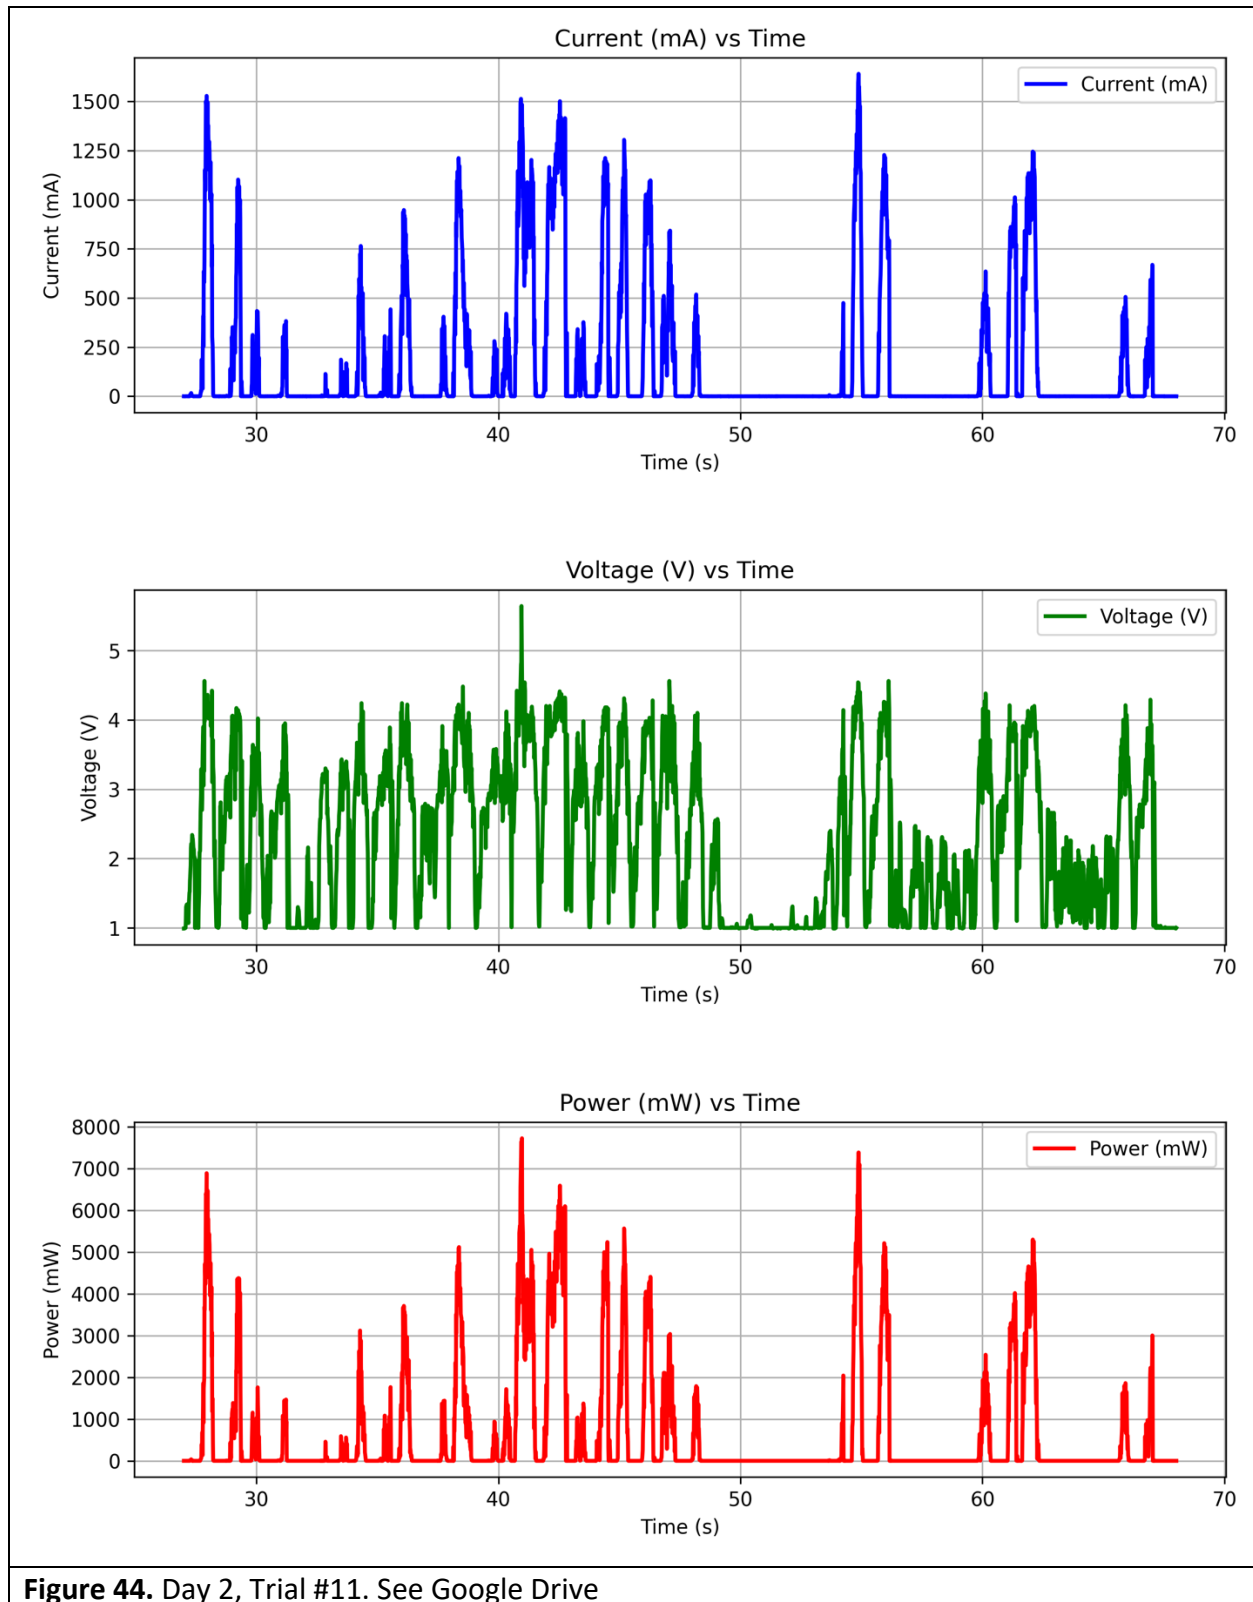 Current (mA) vs Time
Current (mA)
Current (mA)
1500
1250
1000
750
500
250
0
30 40 50 60 70
Time (s)
Voltage (V) vs Time
Voltage (V)
Voltage (V)
5
4
3
2
1
30 40 50 60 70
Time (s)
Power (mW) vs Time
Power (mW)
Power (mW)
8000
7000
6000
5000
4000
3000
2000
1000
0
30 40 50 60 70
Time (s)
Figure 44. Day 2, Trial #11. See Google Drive